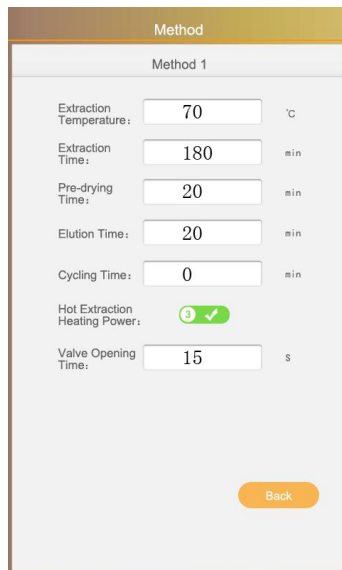 Method
Method 1
Extraction
Temperature: 70 °C
Extraction
Time: 180 min
Pre-drying
Time: 20 min
Elution Time: 20 min
Cycling Time: 0 min
Hot Extraction
Heating Power: 3
Valve Opening
Time: 15 S
Back